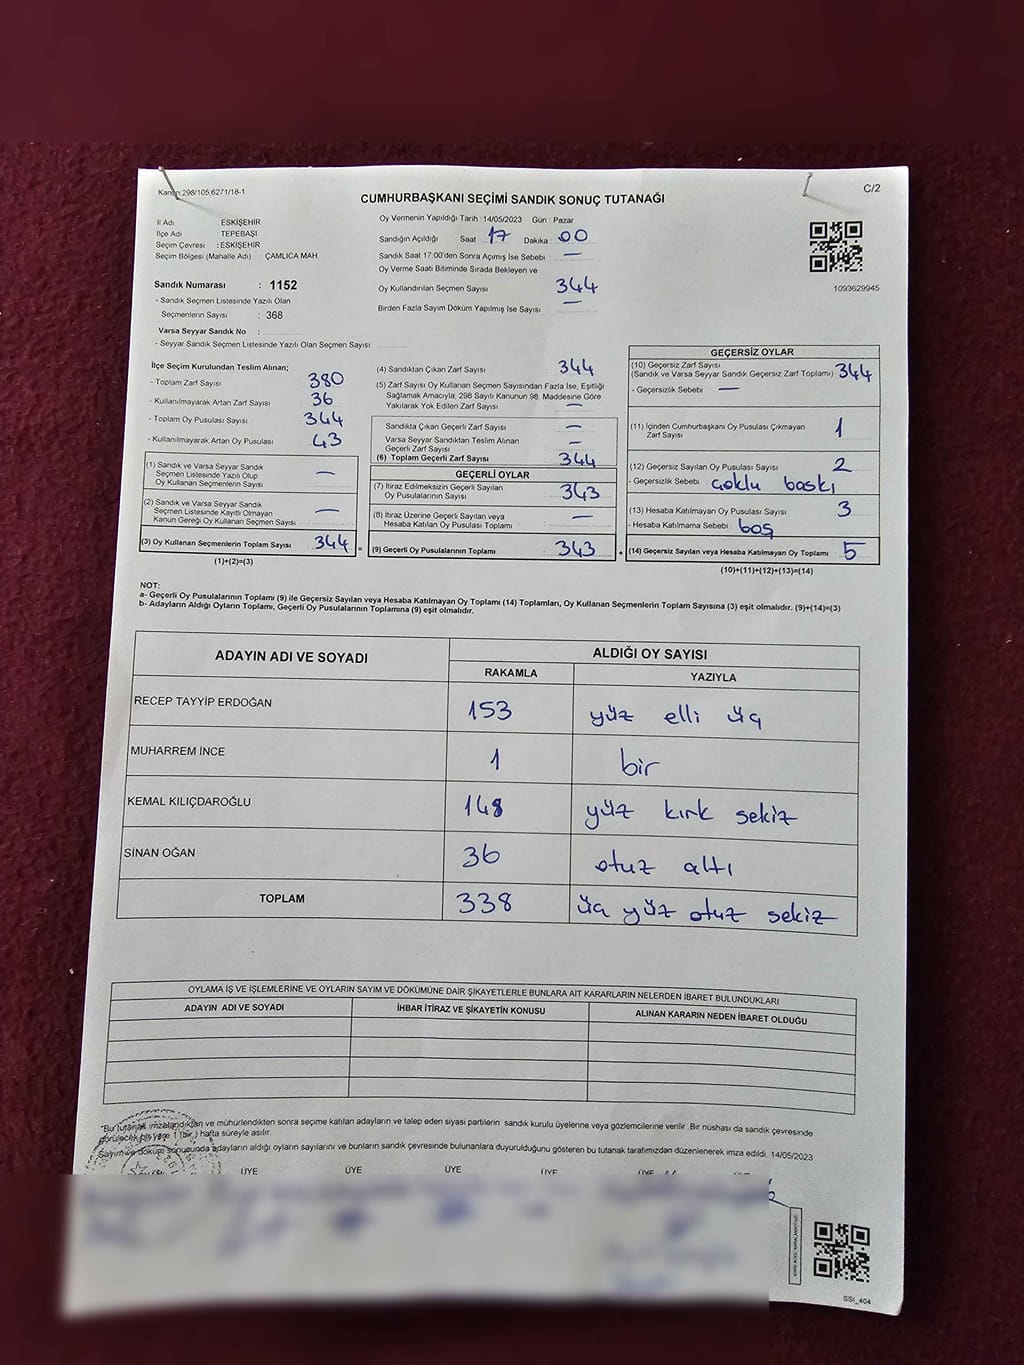 Kanun:298/105,6271/18-1
C/2
CUMHURBAŞKANI SEÇİMİ SANDIK SONUÇ TUTANAĞI
İl Adı : ESKİŞEHİR
İlçe Adı : TEPEBAŞI
Seçim Çevresi : ESKİŞEHİR
Seçim Bölgesi (Mahalle Adı) : ÇAMLICA MAH.
Sandık Numarası : 1152
- Sandık Seçmen Listesinde Yazılı Olan
Seçmenlerin Sayısı : 368
Varsa Seyyar Sandık No :
- Seyyar Sandık Seçmen Listesinde Yazılı Olan Seçmen Sayısı:
Oy Vermenin Yapıldığı Tarih : 14/05/2023 Gün : Pazar
Sandığın Açıldığı Saat : 17 Dakika : 00
Sandık Saat 17:00'den Sonra Açımış İse Sebebi : —
Oy Verme Saati Bitiminde Sırada Bekleyen ve
Oy Kullandırılan Seçmen Sayısı : 344
Birden Fazla Sayım Döküm Yapılmış İse Sayısı : —
1093629945
İlçe Seçim Kurulundan Teslim Alınan;
- Toplam Zarf Sayısı : 380
- Kullanılmayarak Artan Zarf Sayısı : 36
- Toplam Oy Pusulası Sayısı : 344
- Kullanılmayarak Artan Oy Pusulası : 43
(1) Sandık ve Varsa Seyyar Sandık
Seçmen Listesinde Yazılı Olup
Oy Kullanan Seçmenlerin Sayısı : —
(2) Sandık ve Varsa Seyyar Sandık
Seçmen Listesinde Kayıtlı Olmayan
Kanun Gereği Oy Kullanan Seçmen Sayısı : —
(3) Oy Kullanan Seçmenlerin Toplam Sayısı : 344 =
(1)+(2)=(3)
(4) Sandıktan Çıkan Zarf Sayısı : 344
(5) Zarf Sayısı Oy Kullanan Seçmen Sayısından Fazla İse, Eşitliği
Sağlamak Amacıyla; 298 Sayılı Kanunun 98. Maddesine Göre
Yakılarak Yok Edilen Zarf Sayısı : —
Sandıkta Çıkan Geçerli Zarf Sayısı : —
Varsa Seyyar Sandıktan Teslim Alınan
Geçerli Zarf Sayısı : —
(6) Toplam Geçerli Zarf Sayısı : 344
GEÇERLİ OYLAR
(7) İtiraz Edilmeksizin Geçerli Sayılan
Oy Pusulalarının Sayısı : 343
(8) İtiraz Üzerine Geçerli Sayılan veya
Hesaba Katılan Oy Pusulası Toplamı : —
(9) Geçerli Oy Pusulalarının Toplamı : 343 +
GEÇERSİZ OYLAR
(10) Geçersiz Zarf Sayısı
(Sandık ve Varsa Seyyar Sandık Geçersiz Zarf Toplamı) : 344
- Geçersizlik Sebebi : —
(11) İçinden Cumhurbaşkanı Oy Pusulası Çıkmayan
Zarf Sayısı : 1
(12) Geçersiz Sayılan Oy Pusulası Sayısı : 2
- Geçersizlik Sebebi : çoklu baskı
(13) Hesaba Katılmayan Oy Pusulası Sayısı : 3
- Hesaba Katılmama Sebebi : boş
(14) Geçersiz Sayılan veya Hesaba Katılmayan Oy Toplamı : 5
(10)+(11)+(12)+(13)=(14)
NOT:
a- Geçerli Oy Pusulalarının Toplamı (9) ile Geçersiz Sayılan veya Hesaba Katılmayan Oy Toplamı (14) Toplamları, Oy Kullanan Seçmenlerin Toplam Sayısına (3) eşit olmalıdır. (9)+(14)=(3)
b- Adayların Aldığı Oyların Toplamı, Geçerli Oy Pusulalarının Toplamına (9) eşit olmalıdır.
ADAYIN ADI VE SOYADI
ALDIĞI OY SAYISI
RAKAMLA YAZIYLA
RECEP TAYYİP ERDOĞAN 153 yüz elli üç
MUHARREM İNCE 1 bir
KEMAL KILIÇDAROĞLU 148 yüz kırk sekiz
SİNAN OĞAN 36 otuz altı
TOPLAM 338 üç yüz otuz sekiz
OYLAMA İŞ VE İŞLEMLERİNE VE OYLARIN SAYIM VE DÖKÜMÜNE DAİR ŞİKAYETLERLE BUNLARA AİT KARARLARIN NELERDEN İBARET BULUNDUKLARI
ADAYIN ADI VE SOYADI İHBAR İTİRAZ VE ŞİKAYETİN KONUSU ALINAN KARARIN NEDEN İBARET OLDUĞU
"Bu tutanak imzalandıktan ve mühürlendikten sonra seçime katılan adayların ve talep eden siyasi partilerin sandık kurulu üyelerine veya gözlemcilerine verilir. Bir nüshası da sandık çevresinde
görülecek bir yere 1 (bir) hafta süreyle asılır.
Sayım ve döküm sonucunda adayların aldığı oyların sayılarını ve bunların sandık çevresinde bulunanlara duyurulduğunu gösteren bu tutanak tarafımızdan düzenlenerek imza edildi. 14/05/2023
ÜYE ÜYE ÜYE ÜYE ÜYE ÜYE
SSI_404